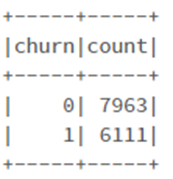 +-----+-----+
|churn|count|
+-----+-----+
|    0| 7963|
|    1| 6111|
+-----+-----+